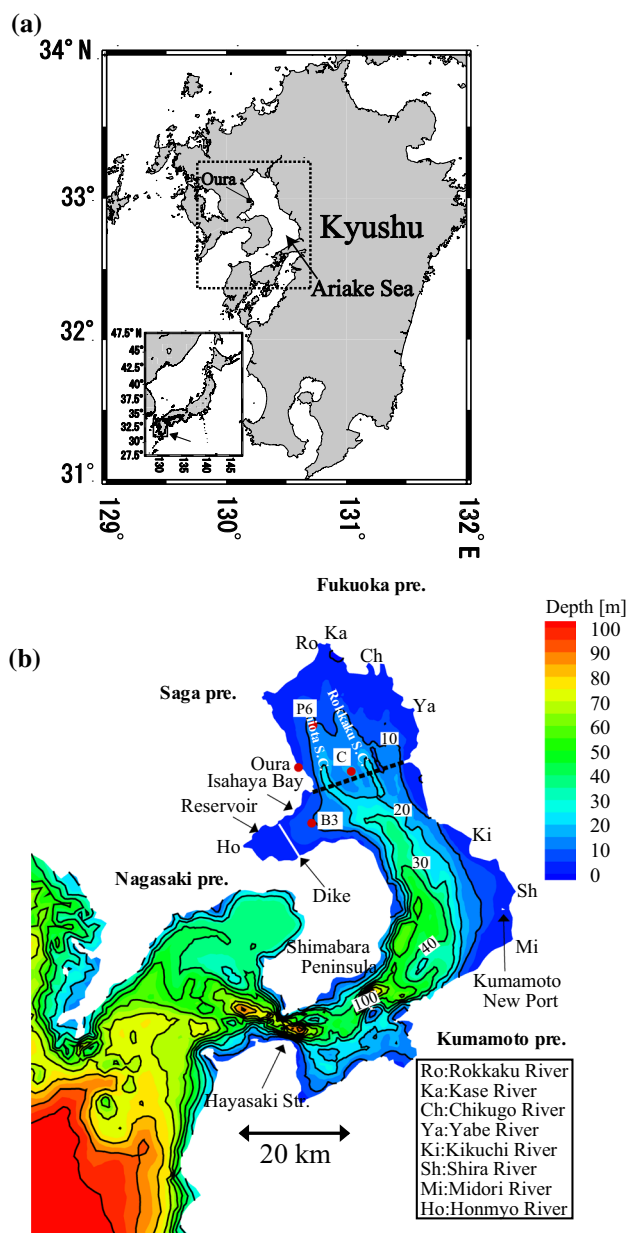 (a)
34°N
33°
32°
31°
Oura
Kyushu
Ariake Sea
47.5°N
45°
42.5°
40°
37.5°
35°
32.5°
30°
27.5°
130°
135°
140°
145°
129°
130°
131°
132°E
Fukuoka pre.
Depth [m]
100
90
80
70
60
50
40
30
20
10
0
(b)
Ro
Ka
Ch
Ya
Saga pre.
P6
Rokkaku S.C.
10
Oura
C
Isahaya Bay
Reservoir
B3
20
Ho
Ki
30
Nagasaki pre.
Dike
Sh
Shimabara
Peninsula
40
Mi
100
Kumamoto
New Port
Kumamoto pre.
Hayasaki Str.
20 km
Ro:Rokkaku River
Ka:Kase River
Ch:Chikugo River
Ya:Yabe River
Ki:Kikuchi River
Sh:Shira River
Mi:Midori River
Ho:Honmyo River